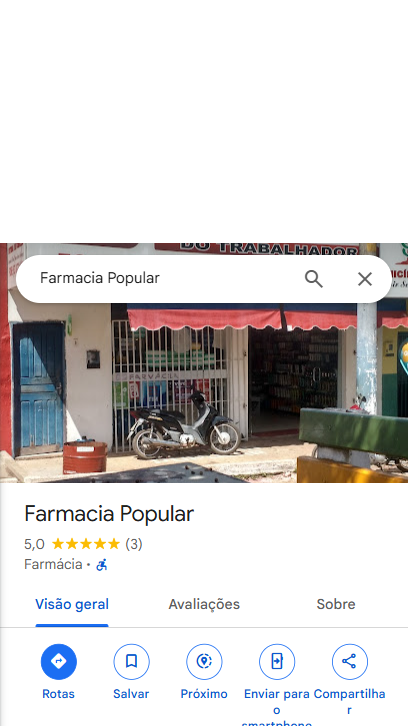 DO TRABALHADOR
Farmacia Popular
FARMACIA
Farmacia Popular
5,0 (3)
Farmácia •
Visão geral
Avaliações
Sobre
Rotas
Salvar
Próximo
Enviar para o smartphone
Compartilhar